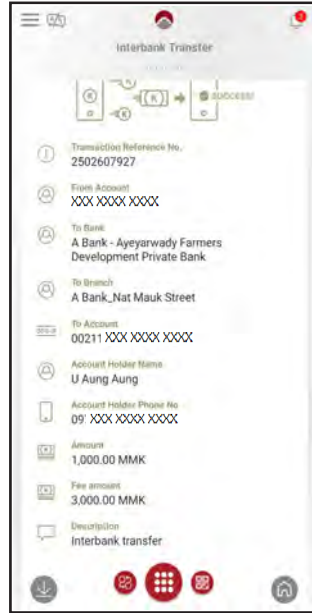 Interbank Transfer
SUCCESS!
Transaction Reference No.
2502607927
From Account
XXX XXXX XXXX
To Bank
A Bank - Ayeyarwady Farmers
Development Private Bank
To Branch
A Bank_Nat Mauk Street
To Account
00211 XXX XXXX XXXX
Account Holder Name
U Aung Aung
Account Holder Phone No
09' XXX XXXX XXXX
Amount
1,000.00 MMK
Fee amount
3,000.00 MMK
Description
Interbank transfer